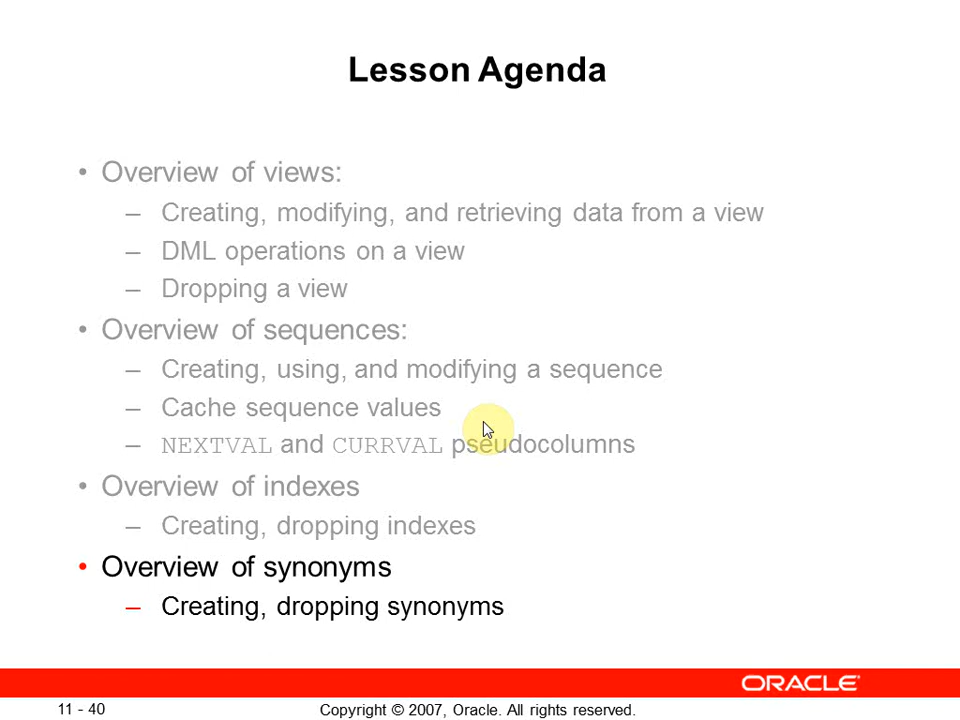 Lesson Agenda
• Overview of views:
– Creating, modifying, and retrieving data from a view
– DML operations on a view
– Dropping a view
• Overview of sequences:
– Creating, using, and modifying a sequence
– Cache sequence values
– NEXTVAL and CURRVAL pseudocolumns
• Overview of indexes
– Creating, dropping indexes
• Overview of synonyms
– Creating, dropping synonyms
ORACLE
11 - 40
Copyright © 2007, Oracle. All rights reserved.